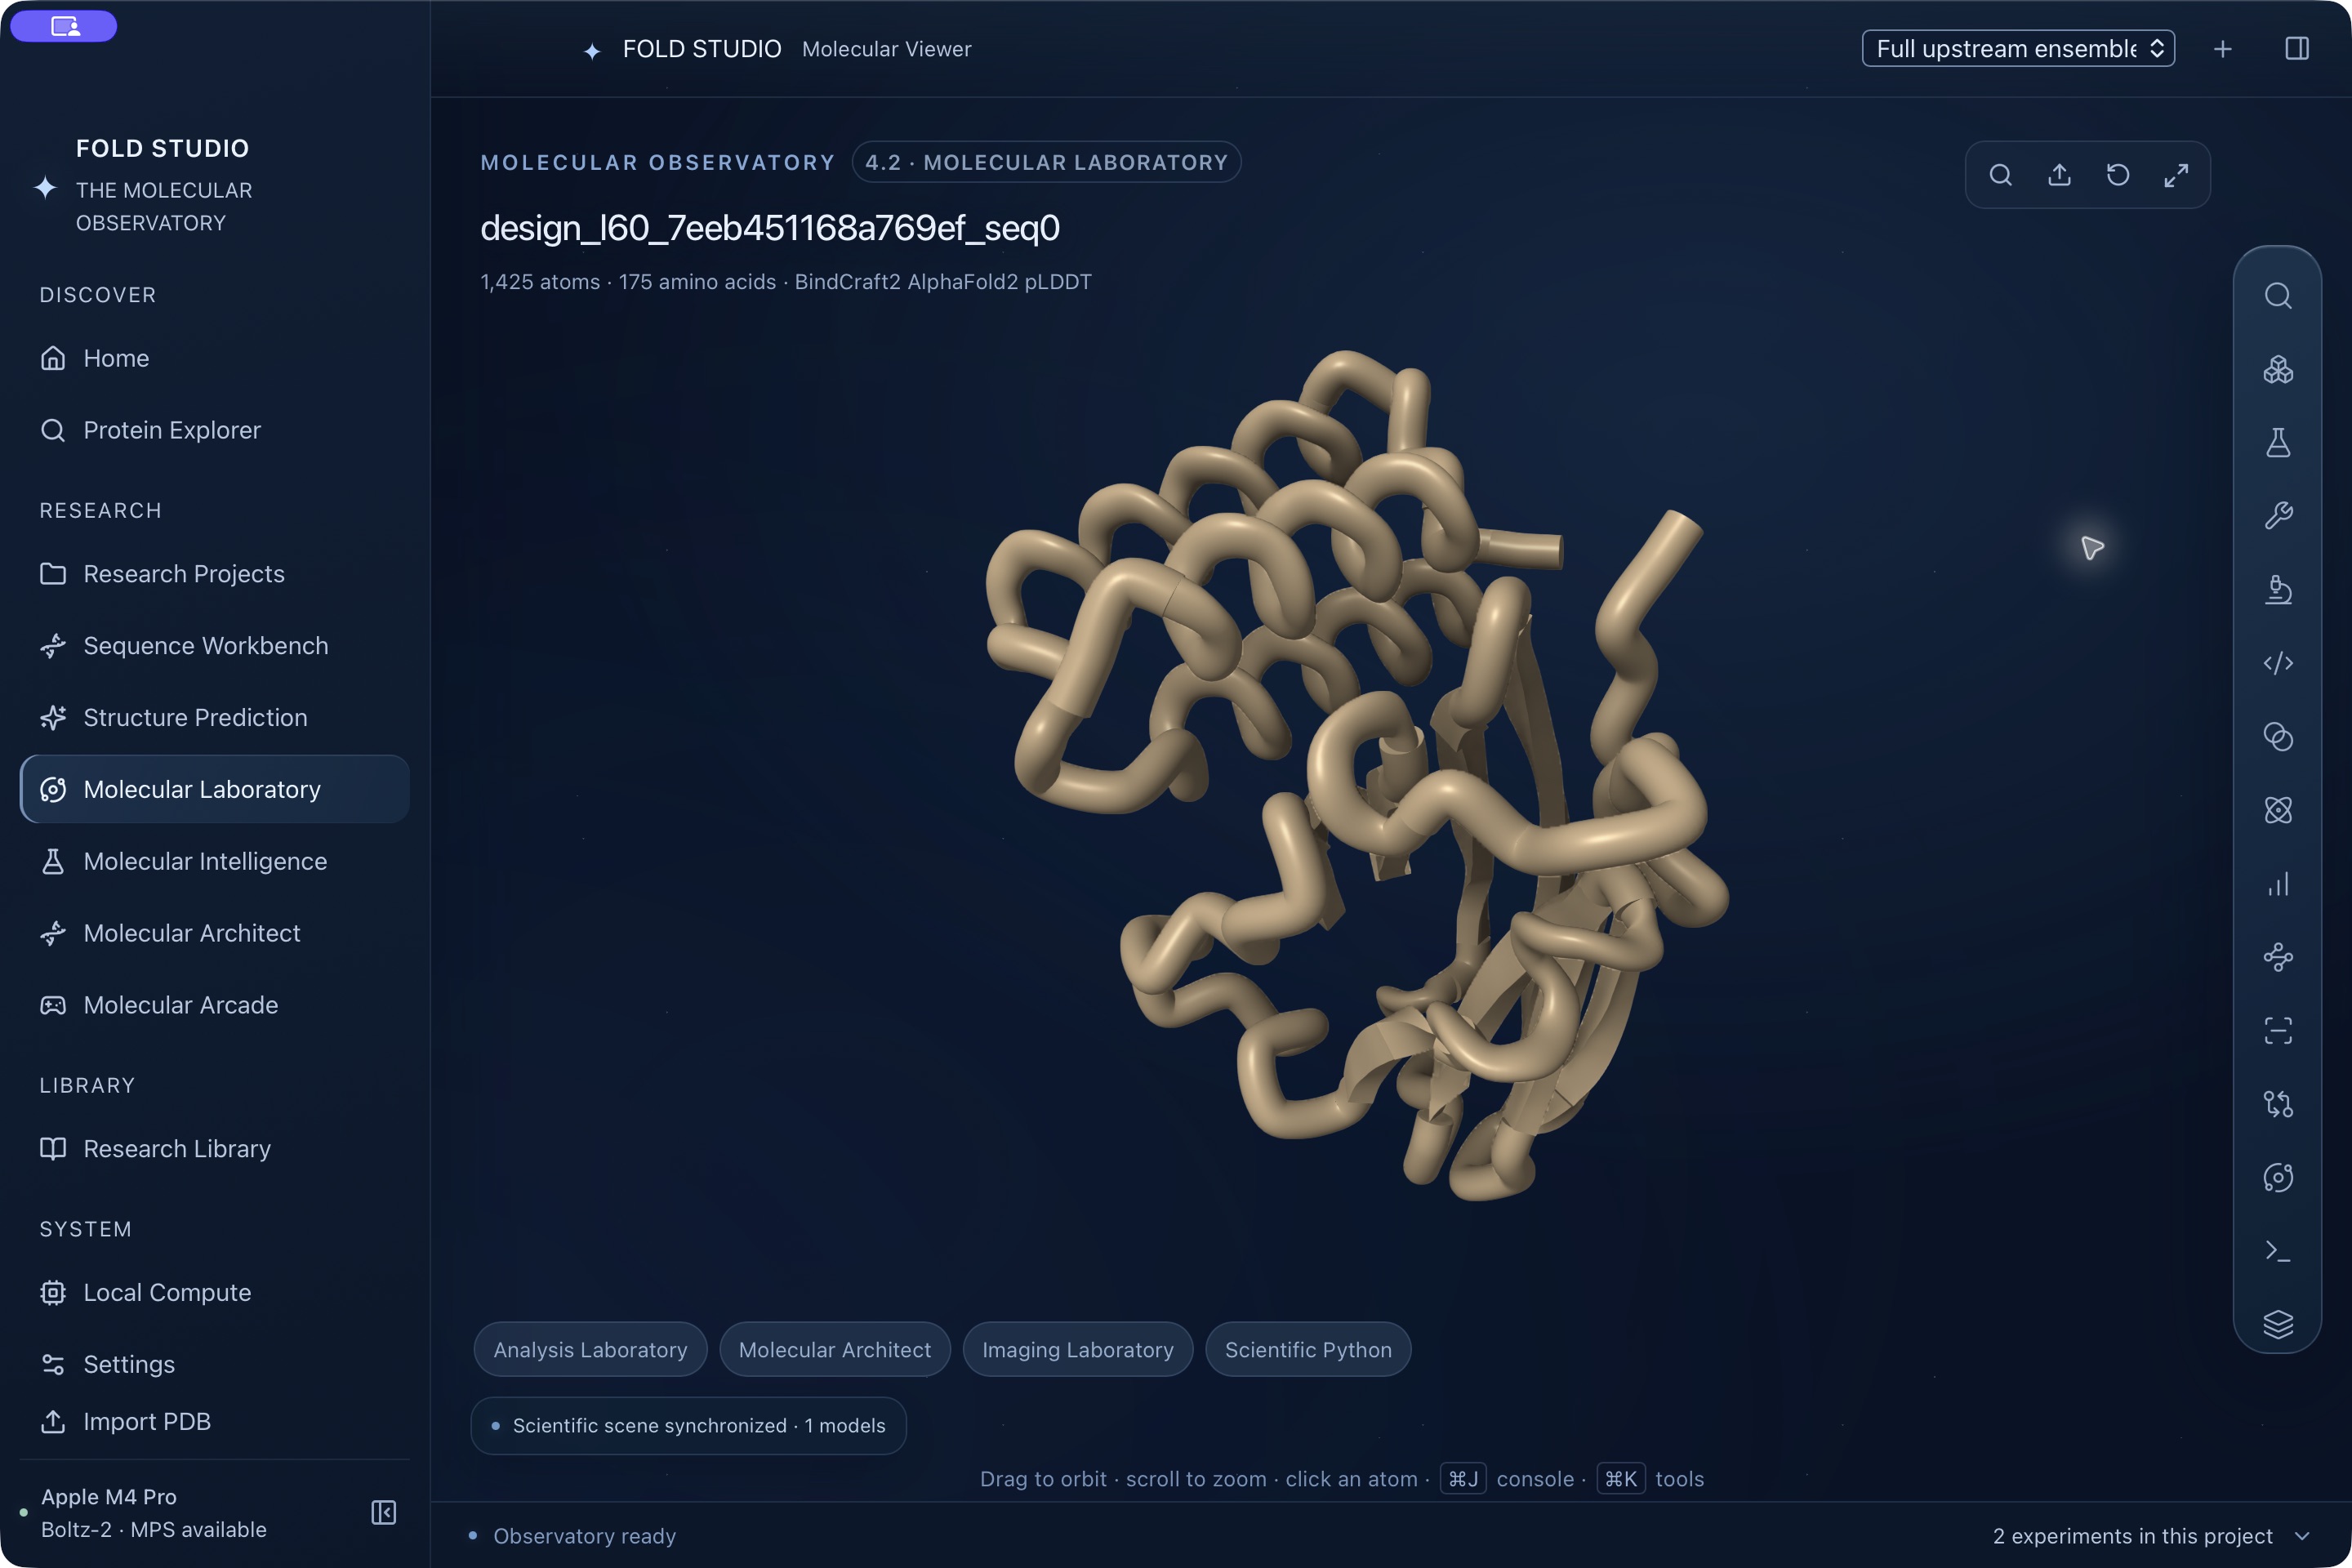 FOLD STUDIO
THE MOLECULAR
OBSERVATORY
DISCOVER
Home
Protein Explorer
RESEARCH
Research Projects
Sequence Workbench
Structure Prediction
Molecular Laboratory
Molecular Intelligence
Molecular Architect
Molecular Arcade
LIBRARY
Research Library
SYSTEM
Local Compute
Settings
Import PDB
Apple M4 Pro
Boltz-2 · MPS available
FOLD STUDIO Molecular Viewer
Full upstream ensemble
MOLECULAR OBSERVATORY 4.2 · MOLECULAR LABORATORY
design_l60_7eeb451168a769ef_seq0
1,425 atoms · 175 amino acids · BindCraft2 AlphaFold2 pLDDT
Analysis Laboratory Molecular Architect Imaging Laboratory Scientific Python
Scientific scene synchronized · 1 models
Drag to orbit · scroll to zoom · click an atom · ⌘J console · ⌘K tools
Observatory ready
2 experiments in this project